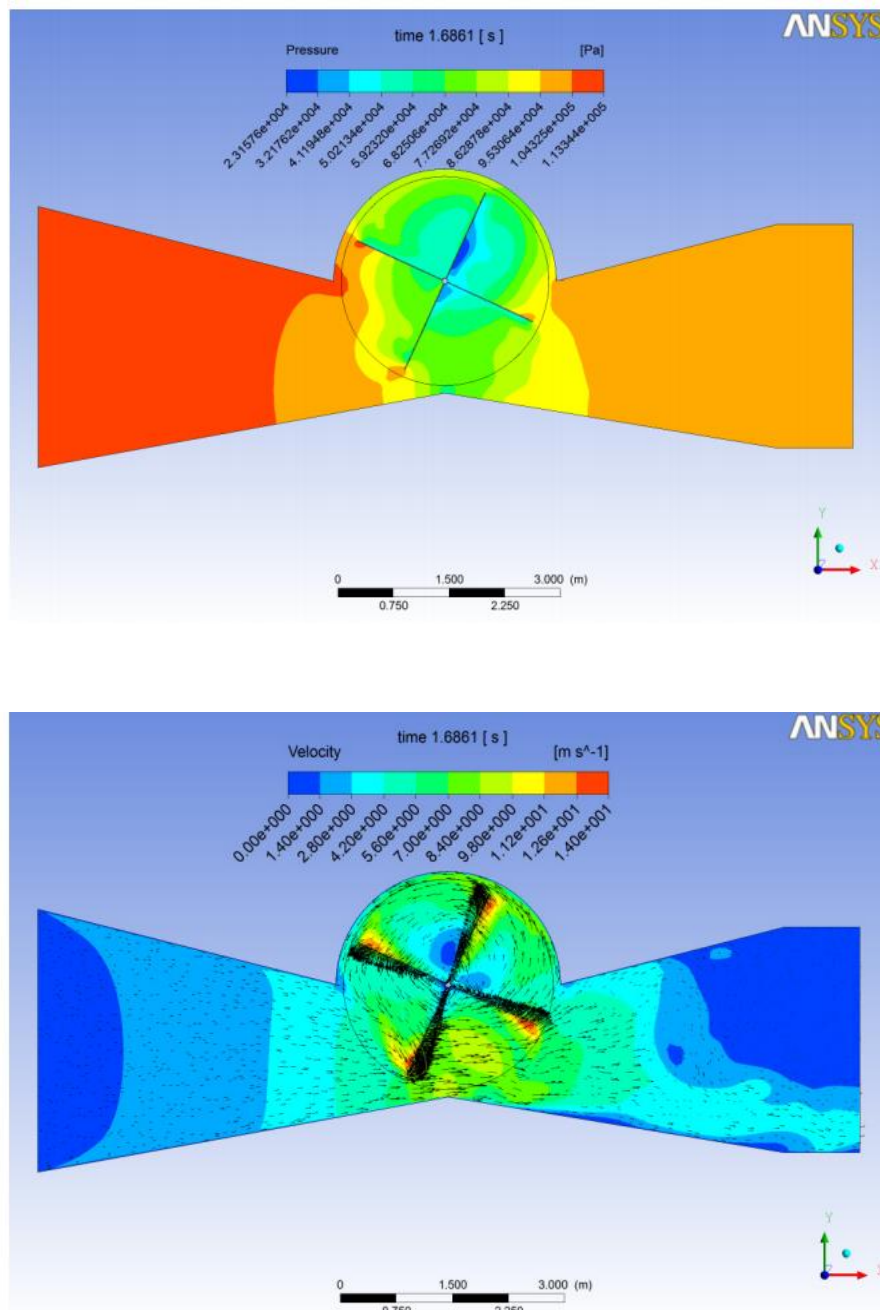 ANSYS
time 1.6861 [ s ]
Pressure [Pa]
2.31576e+004
3.21762e+004
4.11948e+004
5.02134e+004
5.92320e+004
6.82506e+004
7.72692e+004
8.62878e+004
9.53064e+004
1.04325e+005
1.13344e+005
Y
Z X
0 1.500 3.000 (m)
0.750 2.250
ANSYS
time 1.6861 [ s ]
Velocity [m s^-1]
0.00e+000
1.40e+000
2.80e+000
4.20e+000
5.60e+000
7.00e+000
8.40e+000
9.80e+000
1.12e+001
1.26e+001
1.40e+001
Y
Z
0 1.500 3.000 (m)
0.750 2.250